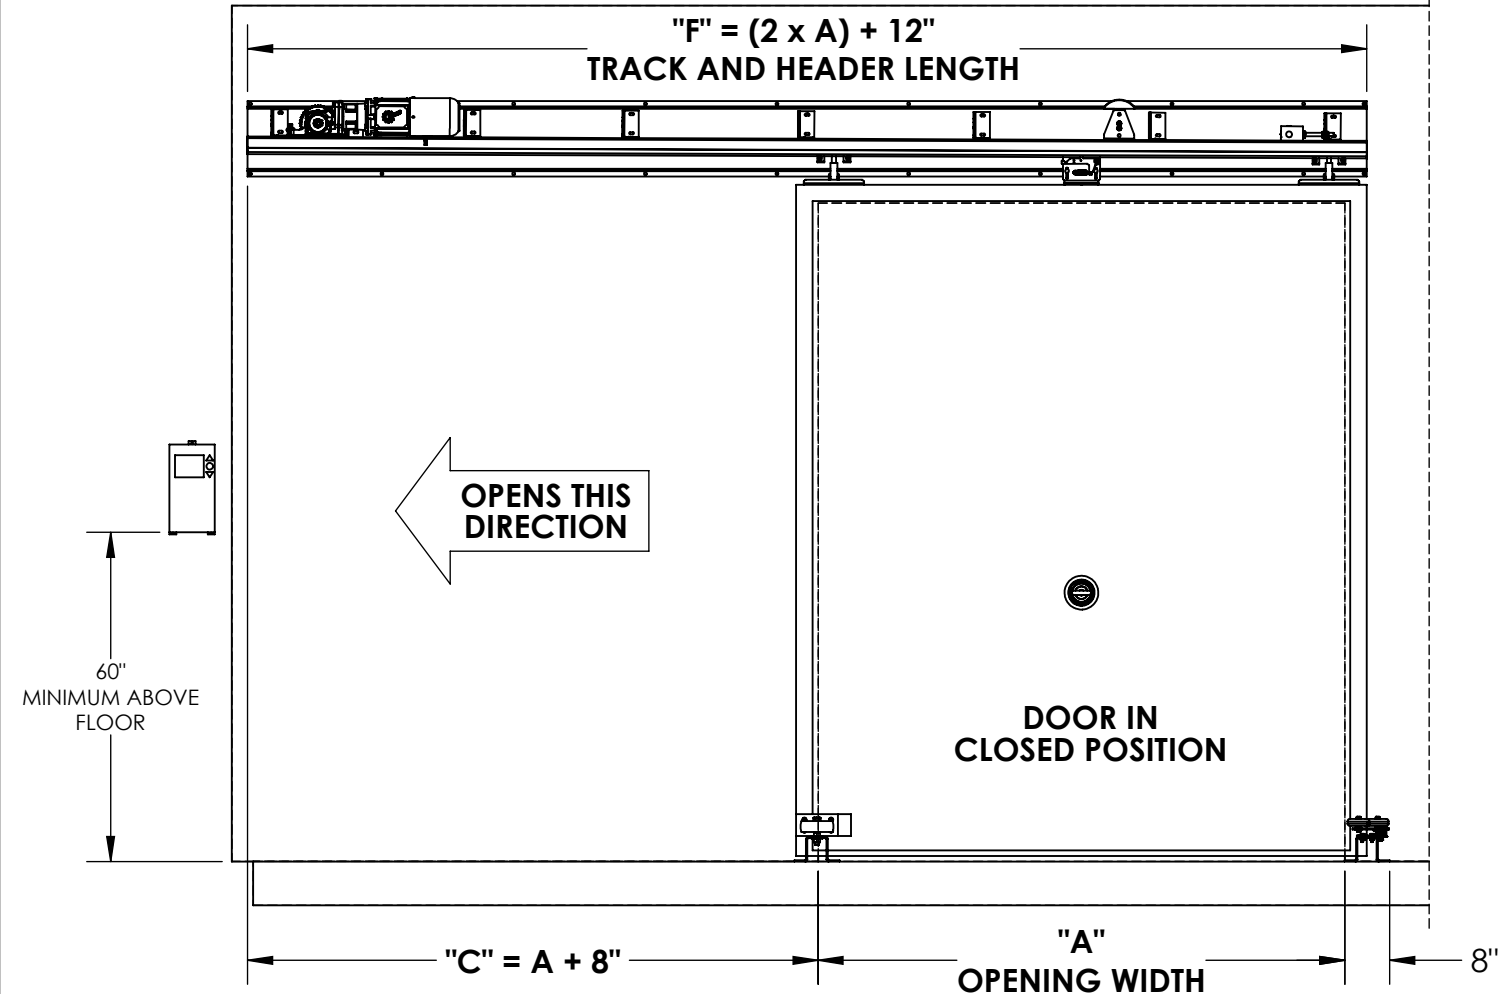 "F" = (2 x A) + 12"
TRACK AND HEADER LENGTH
OPENS THIS
DIRECTION
60"
MINIMUM ABOVE
FLOOR
DOOR IN
CLOSED POSITION
"C" = A + 8"
"A"
OPENING WIDTH
8"